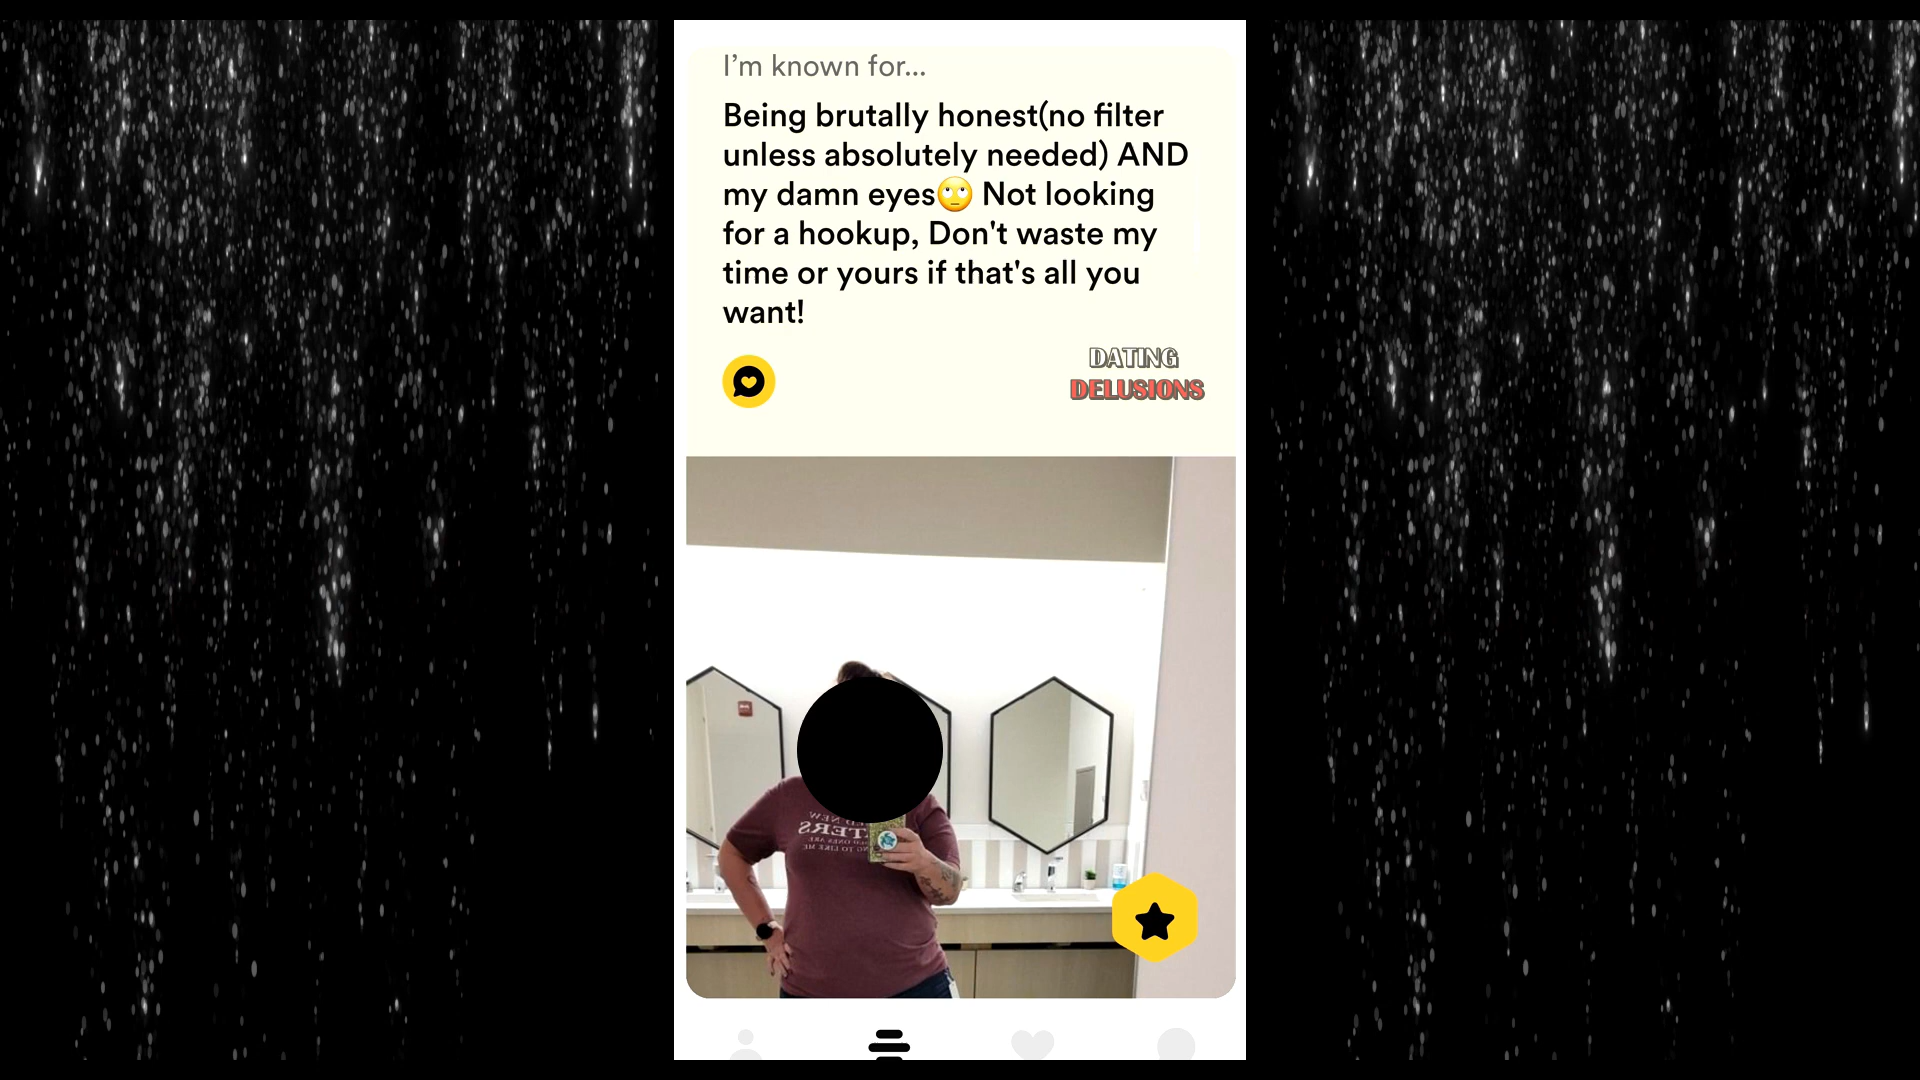 I’m known for...
Being brutally honest(no filter
unless absolutely needed) AND
my damn eyes🙄 Not looking
for a hookup, Don't waste my
time or yours if that's all you
want!
DATING
DELUSIONS